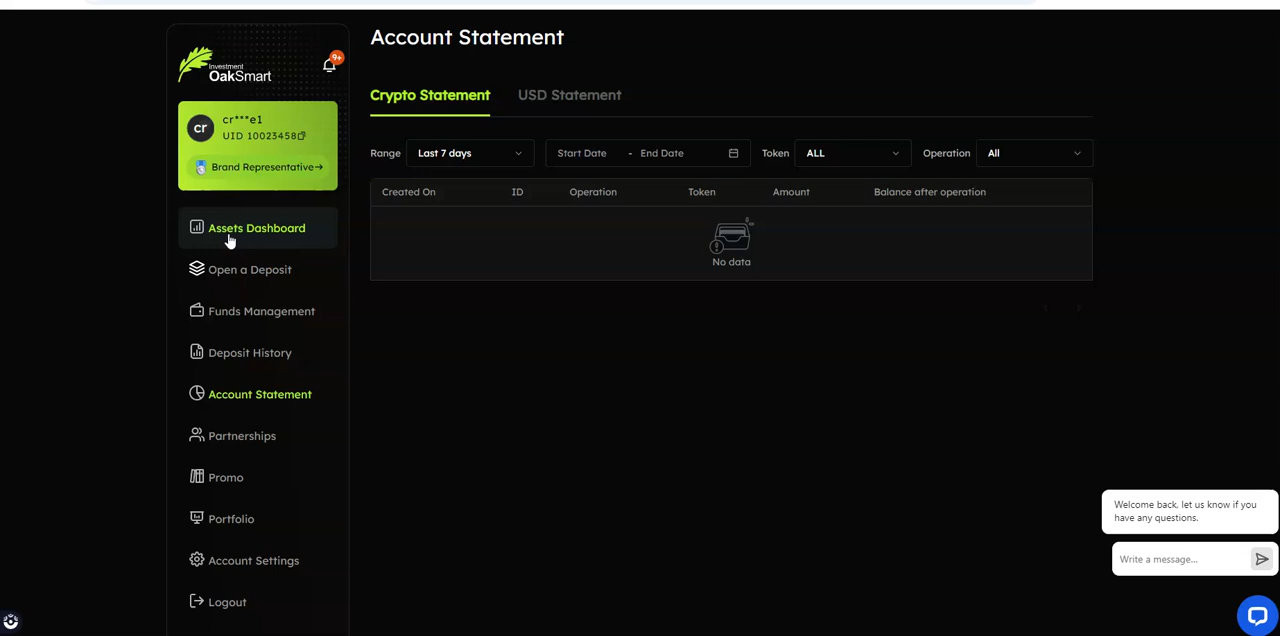 Account Statement
Investment
OakSmart
9+
Crypto Statement
USD Statement
cr
cr***e1
UID 10023458
Brand Representative→
Range
Last 7 days
Start Date
-
End Date
Token
ALL
Operation
All
Created On
ID
Operation
Token
Amount
Balance after operation
No data
Assets Dashboard
Open a Deposit
Funds Management
Deposit History
Account Statement
Partnerships
Promo
Portfolio
Account Settings
Logout
Welcome back, let us know if you
have any questions.
Write a message...